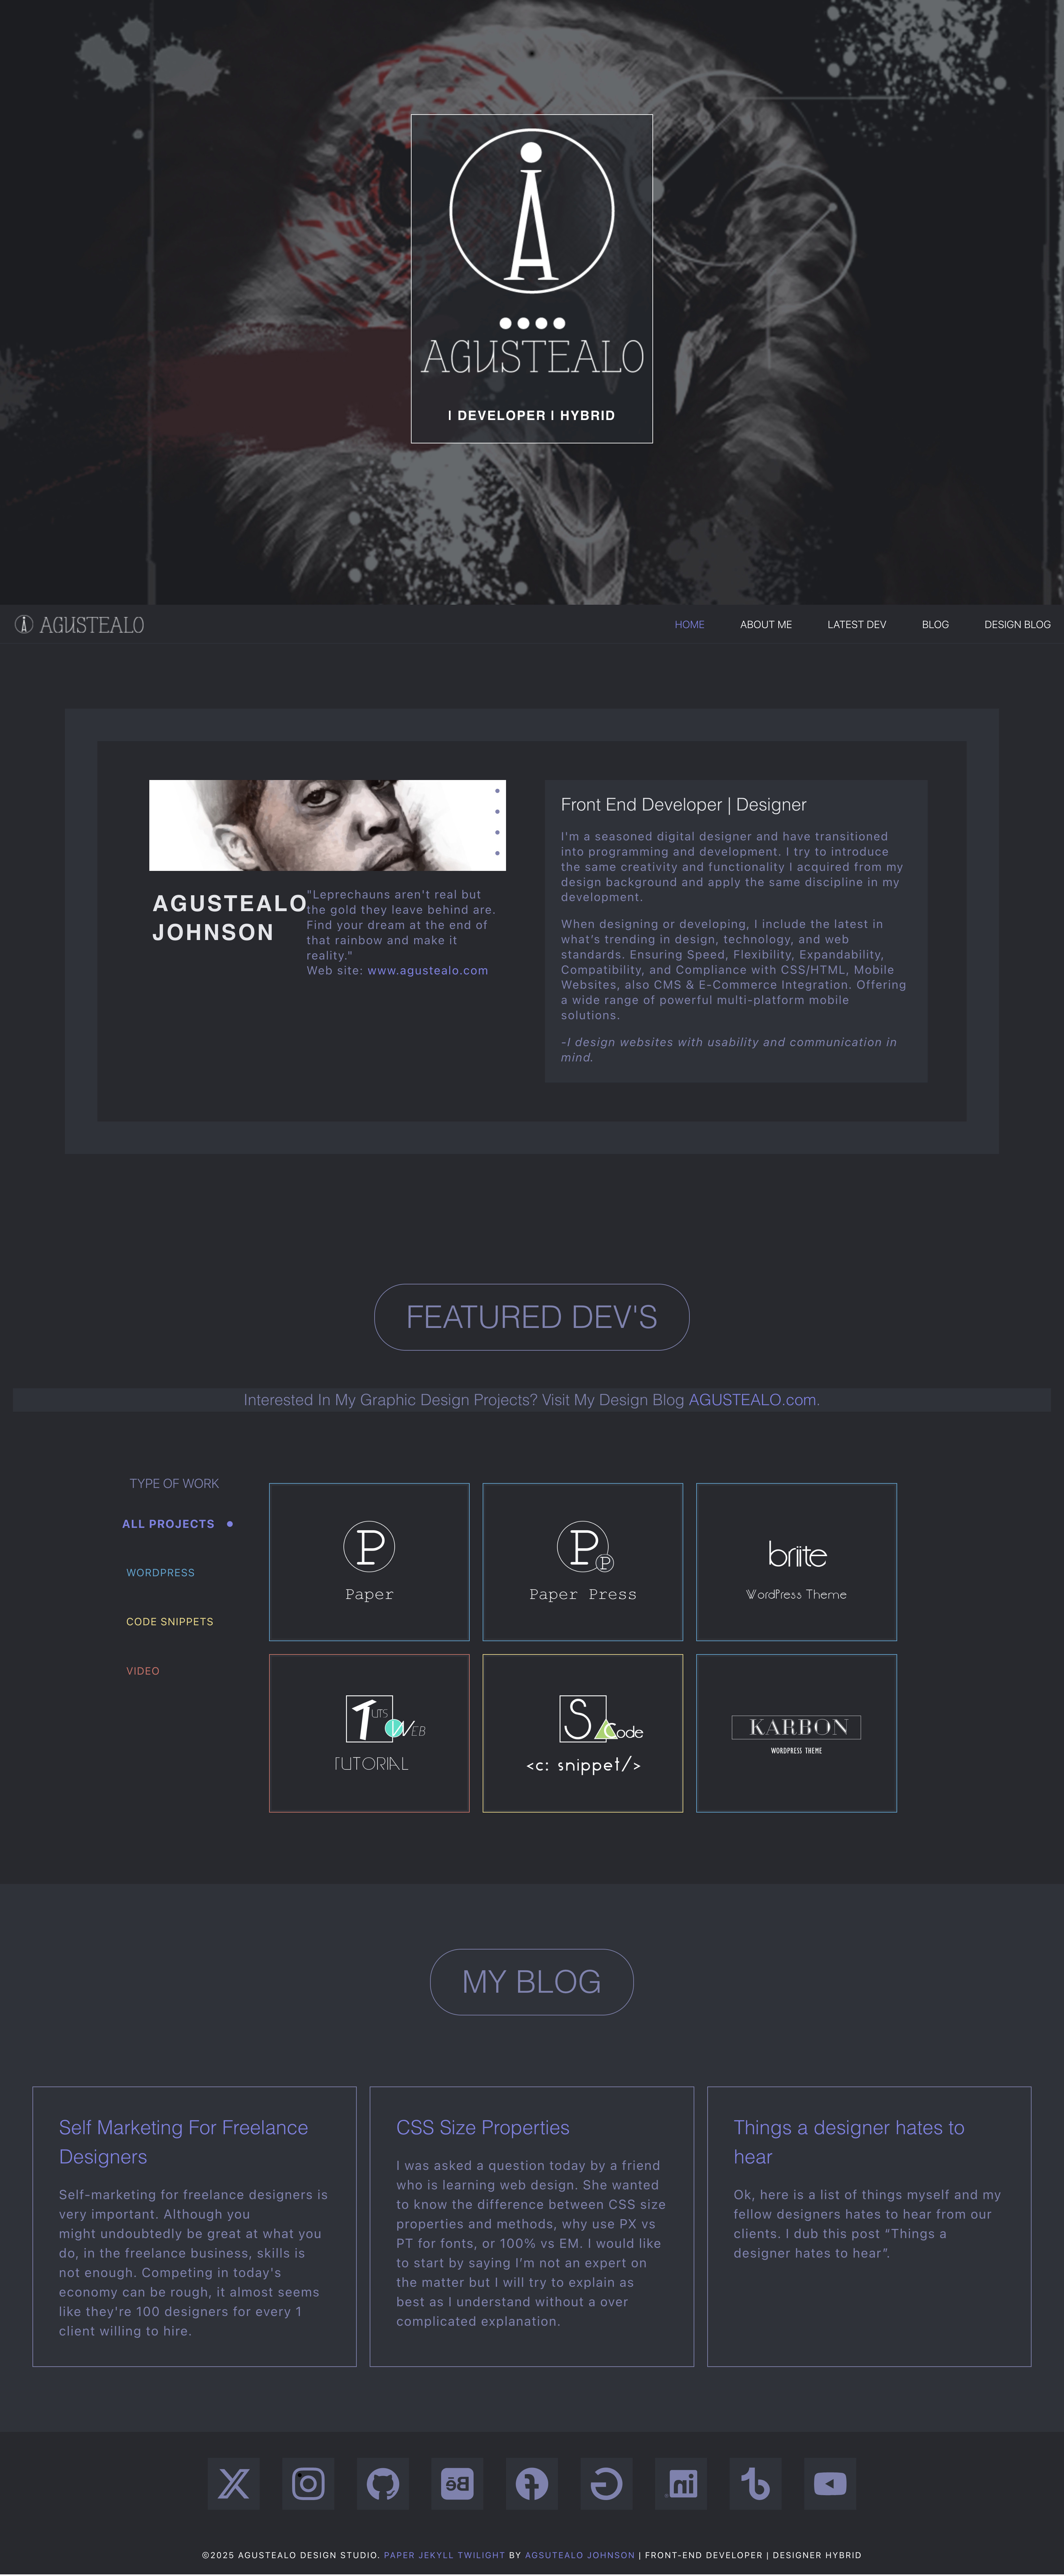 AGUSTEALO
| DEVELOPER | HYBRID
AGUSTEALO
HOME ABOUT ME LATEST DEV BLOG DESIGN BLOG
AGUSTEALO
JOHNSON
"Leprechauns aren't real but
the gold they leave behind are.
Find your dream at the end of
that rainbow and make it
reality."
Web site: www.agustealo.com
Front End Developer | Designer
I'm a seasoned digital designer and have transitioned
into programming and development. I try to introduce
the same creativity and functionality I acquired from my
design background and apply the same discipline in my
development.
When designing or developing, I include the latest in
what's trending in design, technology, and web
standards. Ensuring Speed, Flexibility, Expandability,
Compatibility, and Compliance with CSS/HTML, Mobile
Websites, also CMS & E-Commerce Integration. Offering
a wide range of powerful multi-platform mobile
solutions.
-I design websites with usability and communication in
mind.
FEATURED DEV'S
Interested In My Graphic Design Projects? Visit My Design Blog AGUSTEALO.com.
TYPE OF WORK
ALL PROJECTS
WORDPRESS
CODE SNIPPETS
VIDEO
P
Paper
P P
Paper Press
briite
WordPress Theme
TUTS WEB
TUTORIAL
S Code
<c: snippet/>
KARBON
WORDPRESS THEME
MY BLOG
Self Marketing For Freelance
Designers
Self-marketing for freelance designers is
very important. Although you
might undoubtedly be great at what you
do, in the freelance business, skills is
not enough. Competing in today's
economy can be rough, it almost seems
like they're 100 designers for every 1
client willing to hire.
CSS Size Properties
I was asked a question today by a friend
who is learning web design. She wanted
to know the difference between CSS size
properties and methods, why use PX vs
PT for fonts, or 100% vs EM. I would like
to start by saying I'm not an expert on
the matter but I will try to explain as
best as I understand without a over
complicated explanation.
Things a designer hates to
hear
Ok, here is a list of things myself and my
fellow designers hates to hear from our
clients. I dub this post “Things a
designer hates to hear”.
©2025 AGUSTEALO DESIGN STUDIO. PAPER JEKYLL TWILIGHT BY AGSUTEALO JOHNSON | FRONT-END DEVELOPER | DESIGNER HYBRID